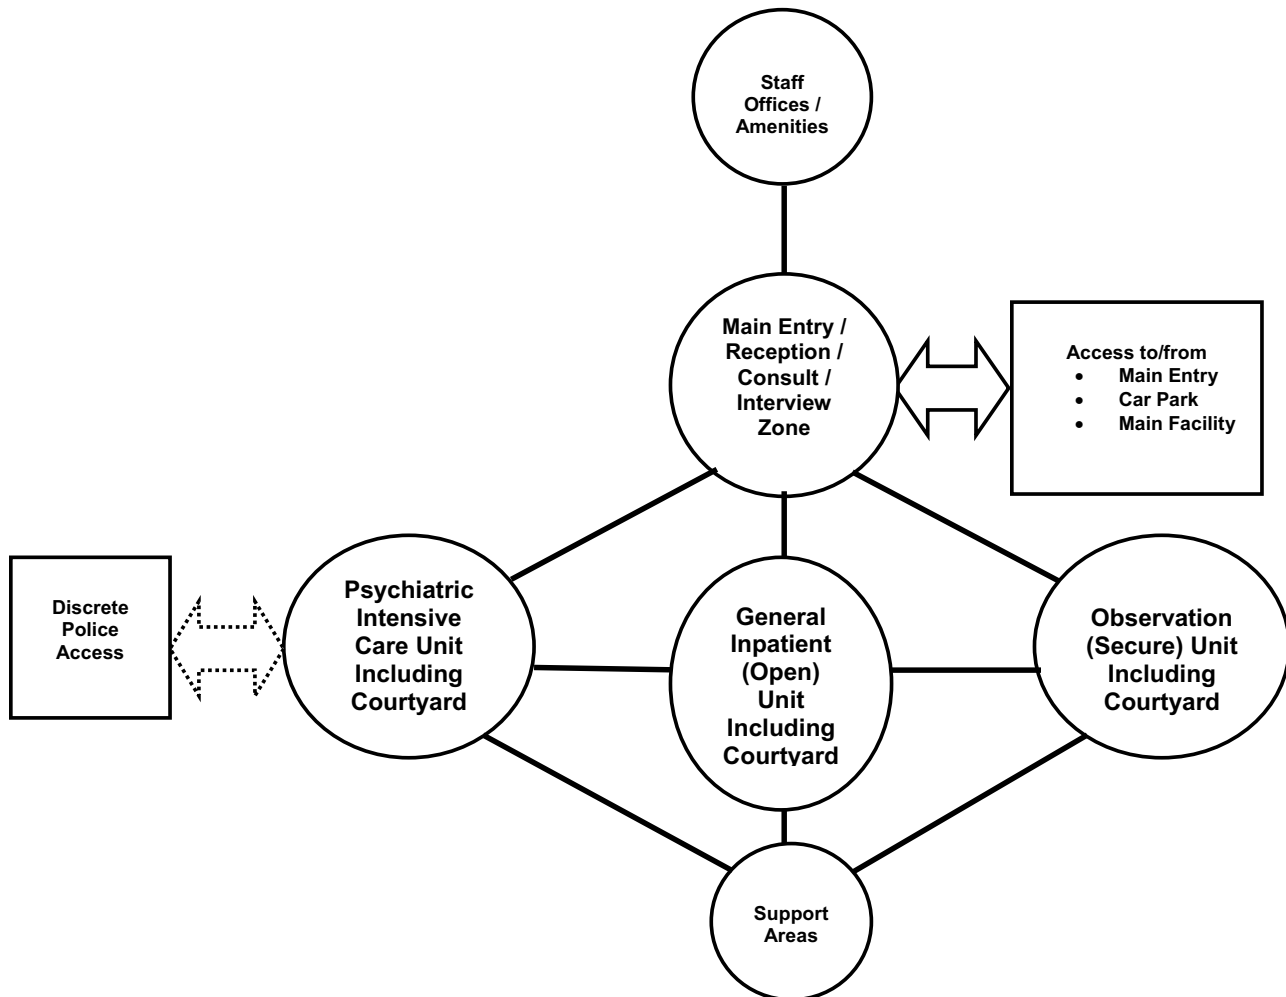 Staff
Offices /
Amenities
Main Entry /
Reception /
Consult /
Interview
Zone
Access to/from
• Main Entry
• Car Park
• Main Facility
Discrete
Police
Access
Psychiatric
Intensive
Care Unit
Including
Courtyard
General
Inpatient
(Open)
Unit
Including
Courtyard
Observation
(Secure) Unit
Including
Courtyard
Support
Areas